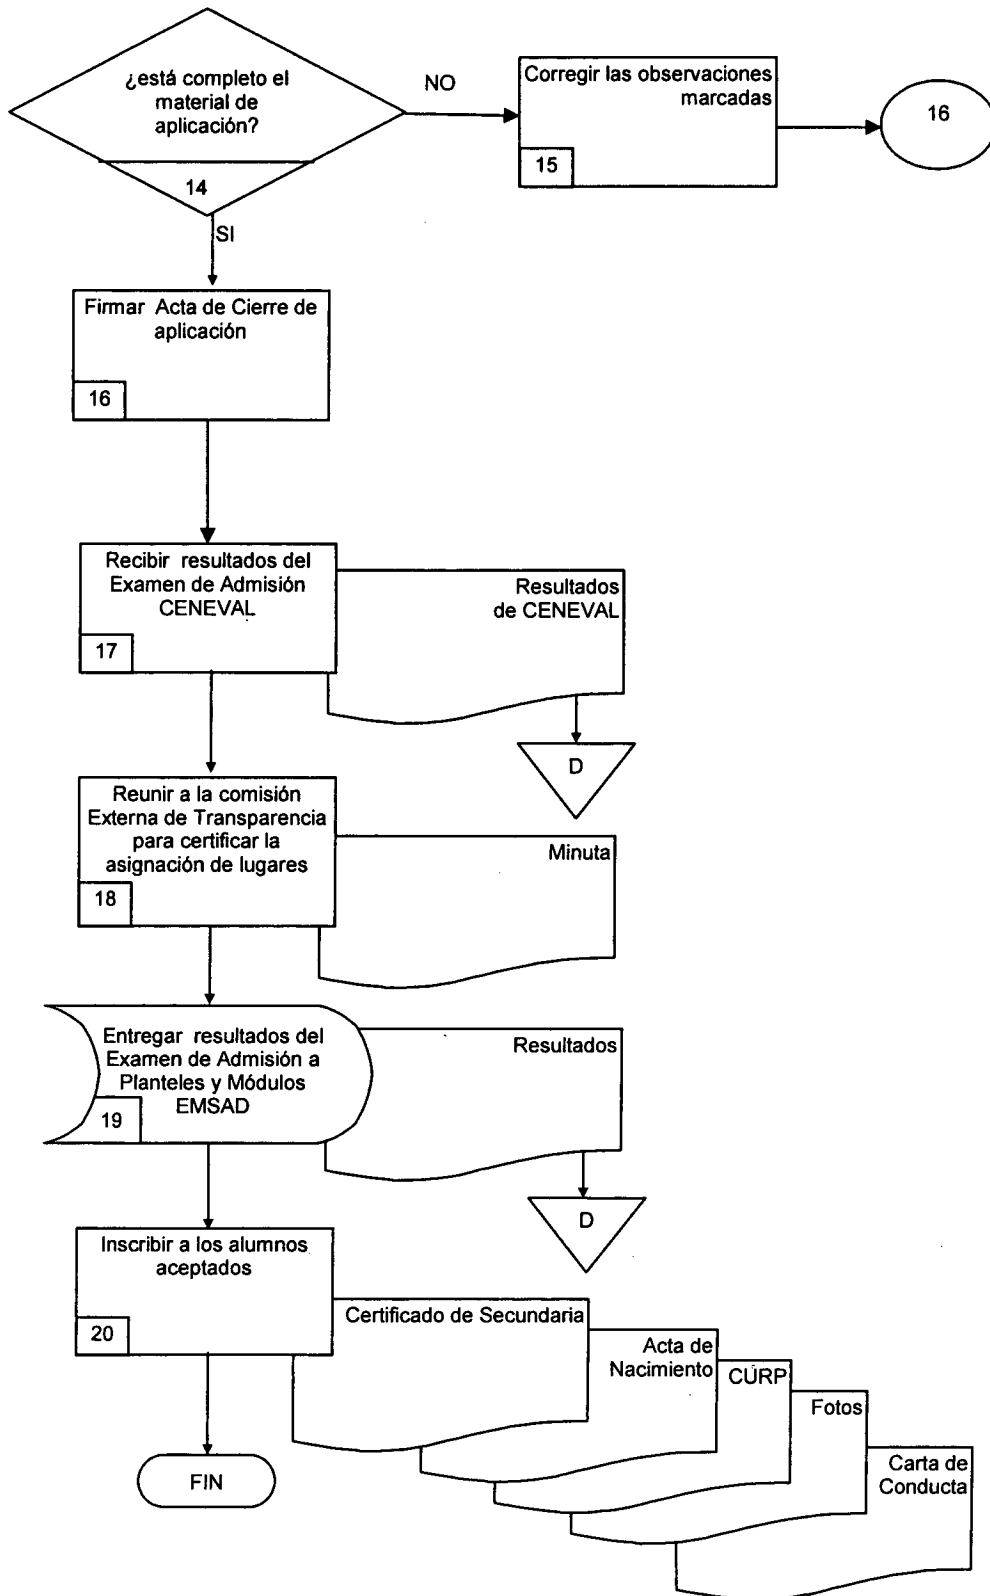 ¿está completo el
material de
aplicación?
14
NO
Corregir las observaciones
marcadas
15
16
SI
Firmar Acta de Cierre de
aplicación
16
Recibir resultados del
Examen de Admisión
CENEVAL
17
Resultados
de CENEVAL
D
Reunir a la comisión
Externa de Transparencia
para certificar la
asignación de lugares
18
Minuta
Entregar resultados del
Examen de Admisión a
Planteles y Módulos
EMSAD
19
Resultados
D
Inscribir a los alumnos
aceptados
20
Certificado de Secundaria
Acta de
Nacimiento
CURP
Fotos
Carta de
Conducta
FIN